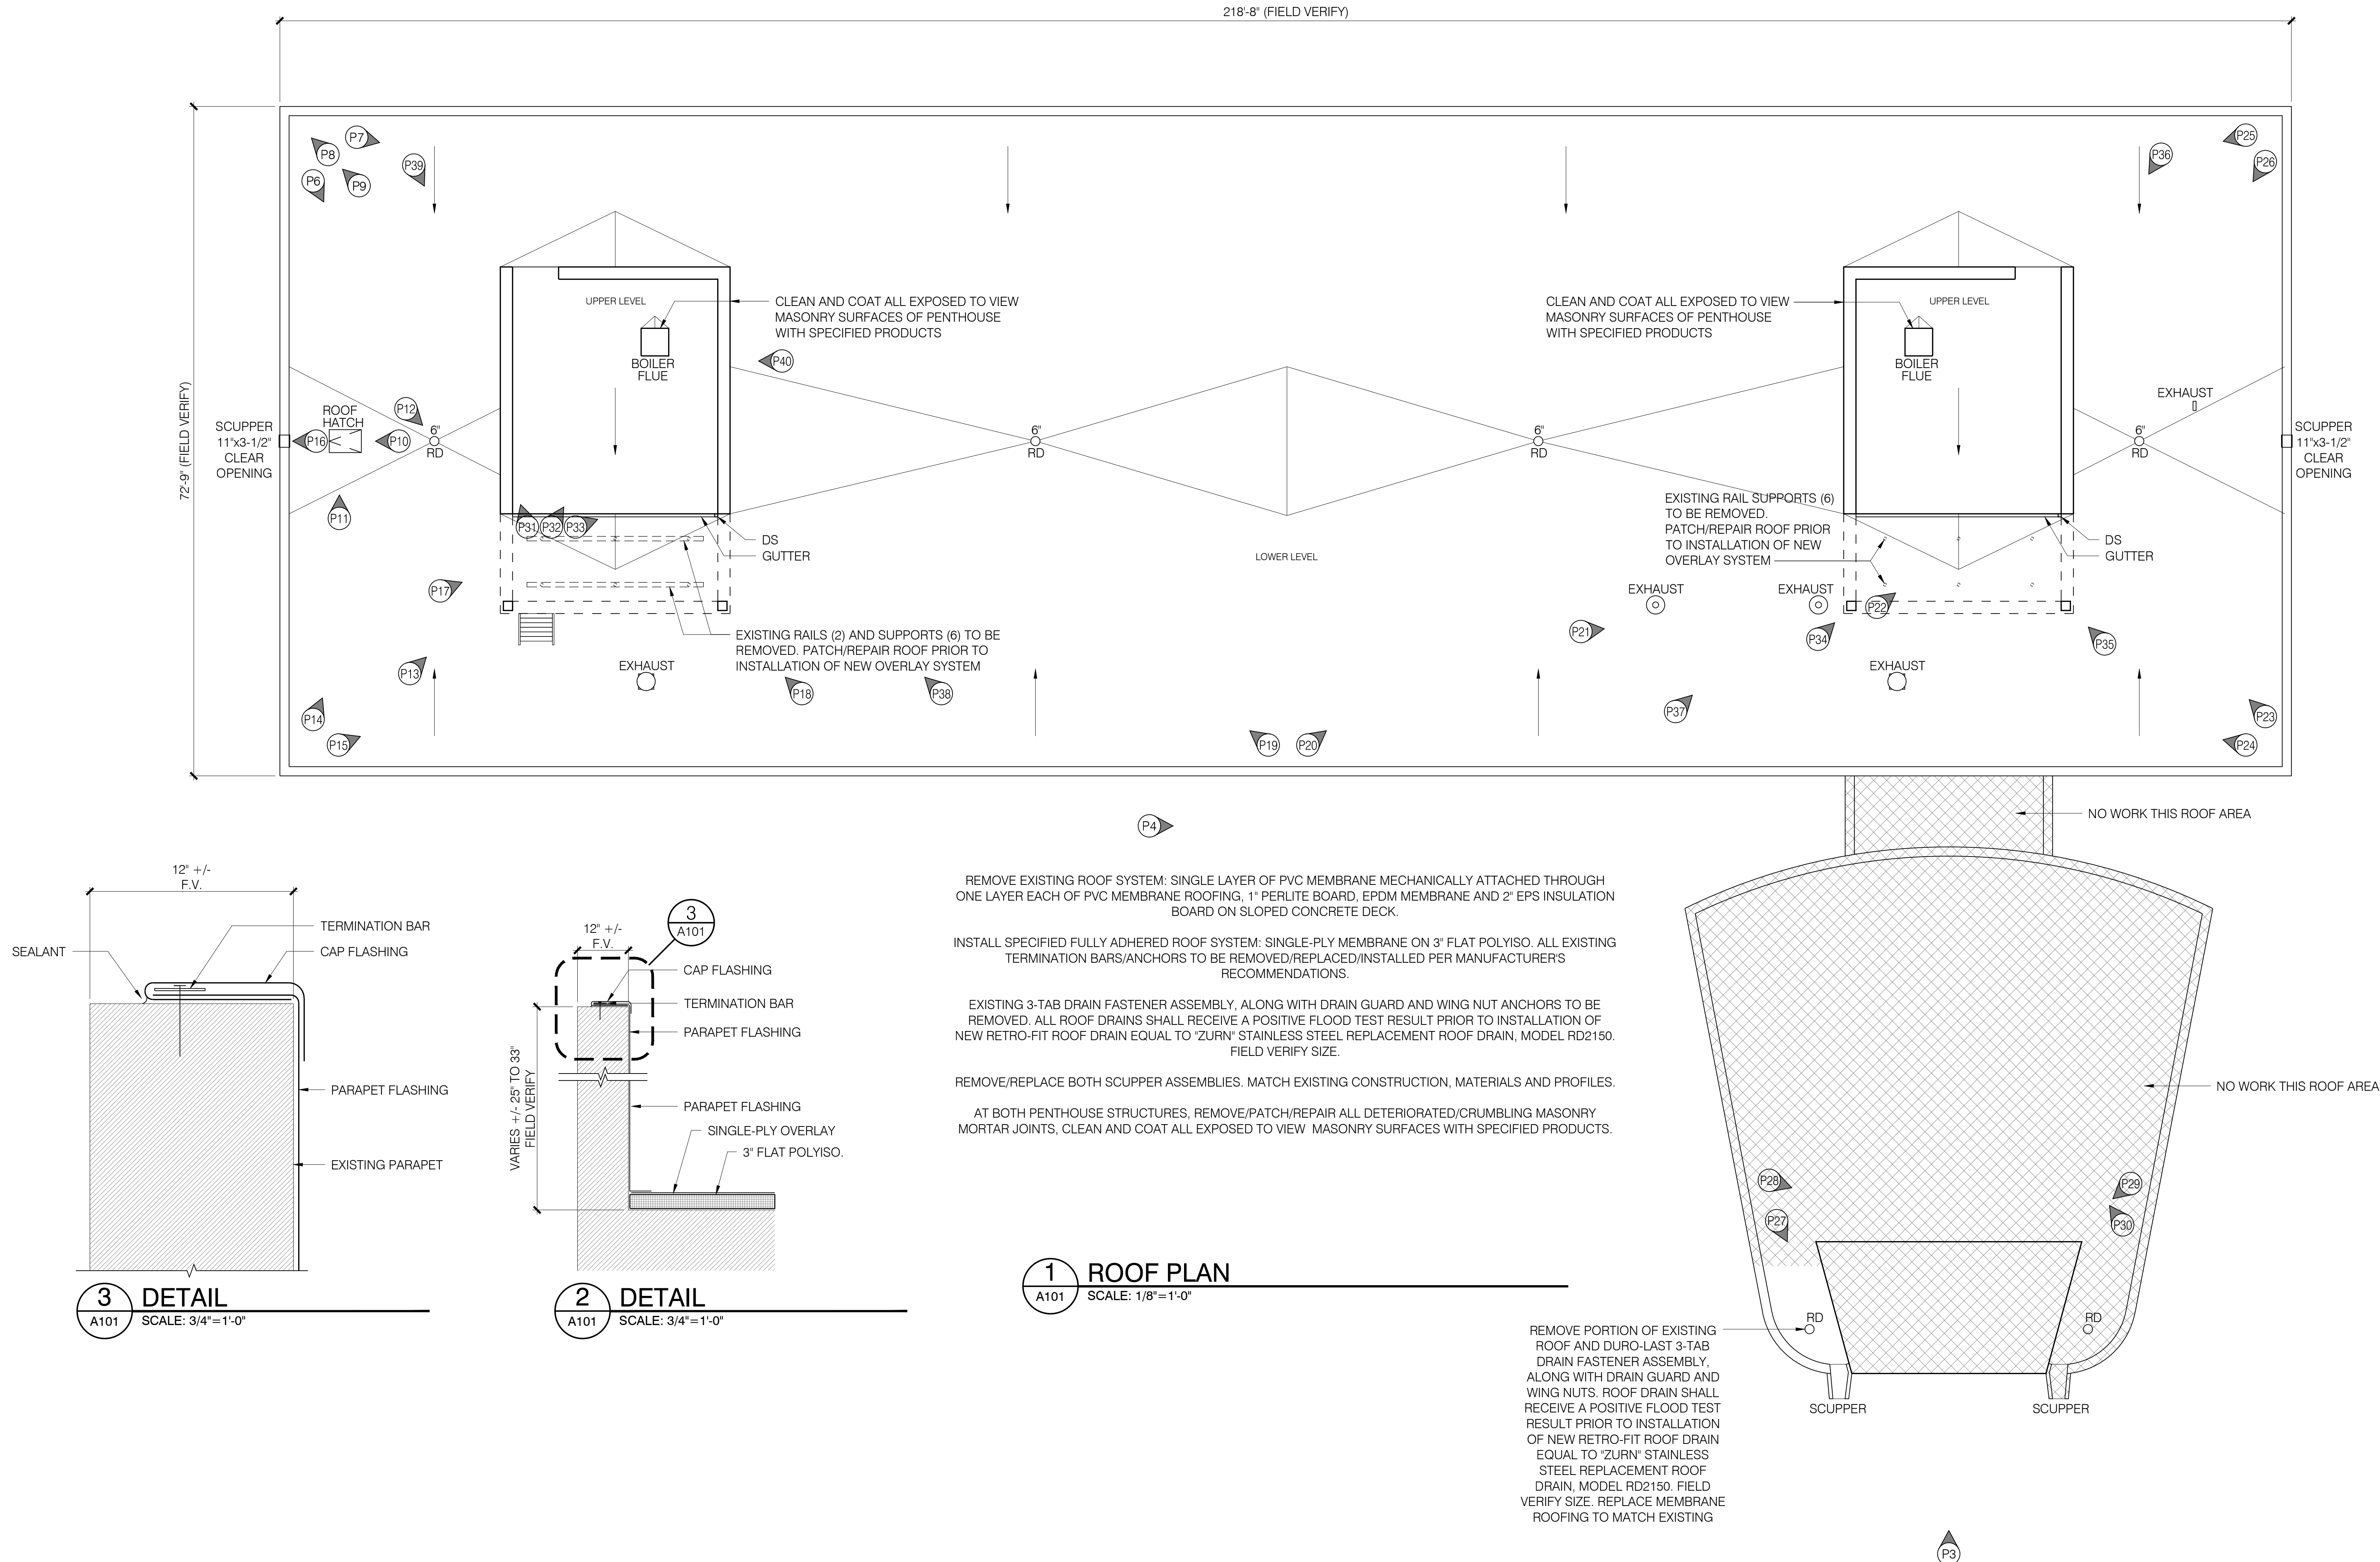 218'-8" (FIELD VERIFY)
P7
P8
P6
P9
P39
P36
P25
P26
UPPER LEVEL
CLEAN AND COAT ALL EXPOSED TO VIEW
MASONRY SURFACES OF PENTHOUSE
WITH SPECIFIED PRODUCTS
BOILER
FLUE
P40
CLEAN AND COAT ALL EXPOSED TO VIEW
MASONRY SURFACES OF PENTHOUSE
WITH SPECIFIED PRODUCTS
UPPER LEVEL
BOILER
FLUE
EXHAUST
72'-9" (FIELD VERIFY)
SCUPPER
11"x3-1/2"
CLEAR
OPENING
ROOF
HATCH
P16
P10
P12
6"
RD
6"
RD
6"
RD
6"
RD
SCUPPER
11"x3-1/2"
CLEAR
OPENING
P11
P31
P32
P33
DS
GUTTER
LOWER LEVEL
EXISTING RAIL SUPPORTS (6)
TO BE REMOVED.
PATCH/REPAIR ROOF PRIOR
TO INSTALLATION OF NEW
OVERLAY SYSTEM
DS
GUTTER
P17
EXHAUST
EXHAUST
P22
P21
P34
P35
EXISTING RAILS (2) AND SUPPORTS (6) TO BE
REMOVED. PATCH/REPAIR ROOF PRIOR TO
INSTALLATION OF NEW OVERLAY SYSTEM
P13
EXHAUST
EXHAUST
P18
P38
P37
P14
P15
P19
P20
P23
P24
P4
NO WORK THIS ROOF AREA
12" +/-
F.V.
SEALANT
TERMINATION BAR
CAP FLASHING
PARAPET FLASHING
EXISTING PARAPET
3
A101
DETAIL
SCALE: 3/4"=1'-0"
3
A101
12" +/-
F.V.
CAP FLASHING
TERMINATION BAR
PARAPET FLASHING
VARIES +/- 25" TO 33"
FIELD VERIFY
PARAPET FLASHING
SINGLE-PLY OVERLAY
3" FLAT POLYISO.
2
A101
DETAIL
SCALE: 3/4"=1'-0"
REMOVE EXISTING ROOF SYSTEM: SINGLE LAYER OF PVC MEMBRANE MECHANICALLY ATTACHED THROUGH
ONE LAYER EACH OF PVC MEMBRANE ROOFING, 1" PERLITE BOARD, EPDM MEMBRANE AND 2" EPS INSULATION
BOARD ON SLOPED CONCRETE DECK.
INSTALL SPECIFIED FULLY ADHERED ROOF SYSTEM: SINGLE-PLY MEMBRANE ON 3" FLAT POLYISO. ALL EXISTING
TERMINATION BARS/ANCHORS TO BE REMOVED/REPLACED/INSTALLED PER MANUFACTURER'S
RECOMMENDATIONS.
EXISTING 3-TAB DRAIN FASTENER ASSEMBLY, ALONG WITH DRAIN GUARD AND WING NUT ANCHORS TO BE
REMOVED. ALL ROOF DRAINS SHALL RECEIVE A POSITIVE FLOOD TEST RESULT PRIOR TO INSTALLATION OF
NEW RETRO-FIT ROOF DRAIN EQUAL TO "ZURN" STAINLESS STEEL REPLACEMENT ROOF DRAIN, MODEL RD2150.
FIELD VERIFY SIZE.
REMOVE/REPLACE BOTH SCUPPER ASSEMBLIES. MATCH EXISTING CONSTRUCTION, MATERIALS AND PROFILES.
AT BOTH PENTHOUSE STRUCTURES, REMOVE/PATCH/REPAIR ALL DETERIORATED/CRUMBLING MASONRY
MORTAR JOINTS, CLEAN AND COAT ALL EXPOSED TO VIEW MASONRY SURFACES WITH SPECIFIED PRODUCTS.
1
A101
ROOF PLAN
SCALE: 1/8"=1'-0"
NO WORK THIS ROOF AREA
P28
P27
P29
P30
RD
RD
REMOVE PORTION OF EXISTING
ROOF AND DURO-LAST 3-TAB
DRAIN FASTENER ASSEMBLY,
ALONG WITH DRAIN GUARD AND
WING NUTS. ROOF DRAIN SHALL
RECEIVE A POSITIVE FLOOD TEST
RESULT PRIOR TO INSTALLATION
OF NEW RETRO-FIT ROOF DRAIN
EQUAL TO "ZURN" STAINLESS
STEEL REPLACEMENT ROOF
DRAIN, MODEL RD2150. FIELD
VERIFY SIZE. REPLACE MEMBRANE
ROOFING TO MATCH EXISTING
SCUPPER
SCUPPER
P3